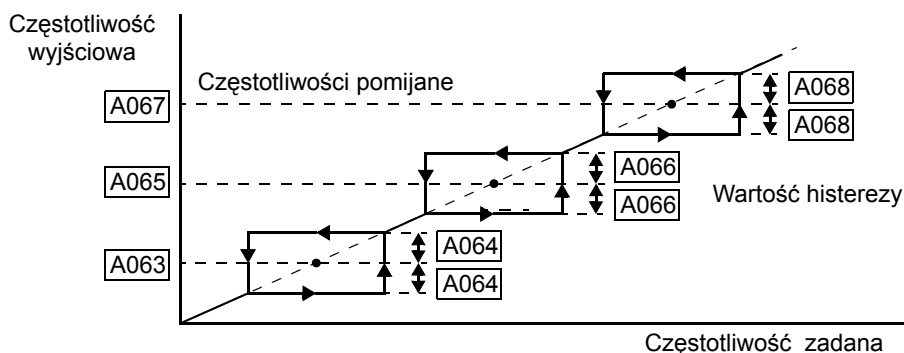 Częstotliwość
wyjściowa
Częstotliwości pomijane
A067
A068
A068
A065
A066
A066
Wartość histerezy
A063
A064
A064
Częstotliwość zadana